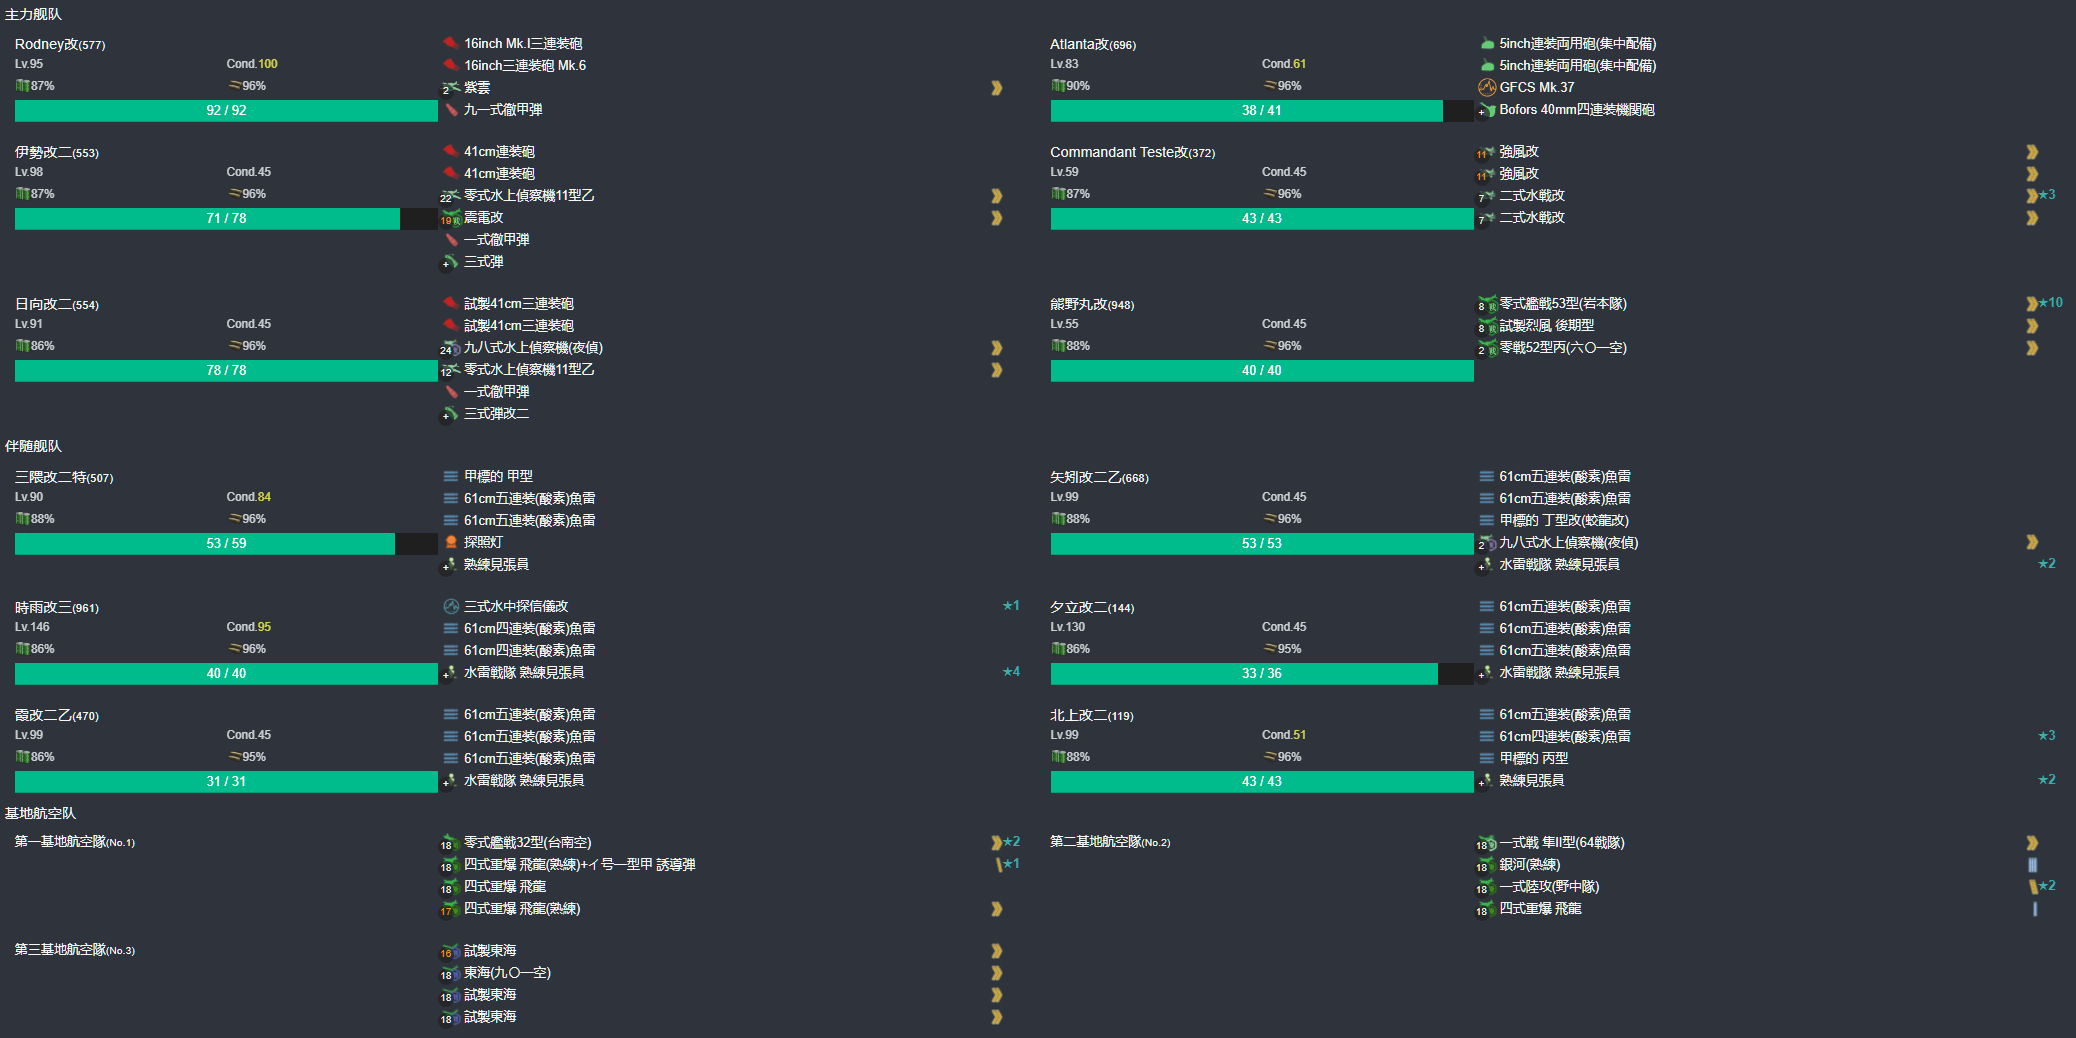 主力舰队
Rodney改(577)
Lv.95 Cond.100
87% 96%
92 / 92
16inch Mk.I三連装砲
16inch三連装砲 Mk.6
2 紫雲
九一式徹甲弾
Atlanta改(696)
Lv.83 Cond.61
90% 96%
38 / 41
5inch連装両用砲(集中配備)
5inch連装両用砲(集中配備)
GFCS Mk.37
+ Bofors 40mm四連装機関砲
伊勢改二(553)
Lv.98 Cond.45
87% 96%
71 / 78
41cm連装砲
41cm連装砲
22 零式水上偵察機11型乙
19 震電改
一式徹甲弾
+ 三式弾
Commandant Teste改(372)
Lv.59 Cond.45
87% 96%
43 / 43
11 強風改
11 強風改
7 二式水戦改 ★3
7 二式水戦改
日向改二(554)
Lv.91 Cond.45
86% 96%
78 / 78
試製41cm三連装砲
試製41cm三連装砲
24 九八式水上偵察機(夜偵)
12 零式水上偵察機11型乙
一式徹甲弾
+ 三式弾改二
熊野丸改(948)
Lv.55 Cond.45
88% 96%
40 / 40
8 零式艦戦53型(岩本隊) ★10
8 試製烈風 後期型
2 零戦52型丙(六〇一空)
伴随舰队
三隈改二特(507)
Lv.90 Cond.84
88% 96%
53 / 59
甲標的 甲型
61cm五連装(酸素)魚雷
61cm五連装(酸素)魚雷
探照灯
+ 熟練見張員
矢矧改二乙(668)
Lv.99 Cond.45
88% 96%
53 / 53
61cm五連装(酸素)魚雷
61cm五連装(酸素)魚雷
甲標的 丁型改(蛟龍改)
2 九八式水上偵察機(夜偵)
+ 水雷戦隊 熟練見張員 ★2
時雨改三(961)
Lv.146 Cond.95
86% 96%
40 / 40
三式水中探信儀改 ★1
61cm四連装(酸素)魚雷
61cm四連装(酸素)魚雷
+ 水雷戦隊 熟練見張員 ★4
夕立改二(144)
Lv.130 Cond.45
86% 95%
33 / 36
61cm五連装(酸素)魚雷
61cm五連装(酸素)魚雷
61cm五連装(酸素)魚雷
+ 水雷戦隊 熟練見張員
霞改二乙(470)
Lv.99 Cond.45
86% 95%
31 / 31
61cm五連装(酸素)魚雷
61cm五連装(酸素)魚雷
61cm五連装(酸素)魚雷
+ 水雷戦隊 熟練見張員
北上改二(119)
Lv.99 Cond.51
88% 96%
43 / 43
61cm五連装(酸素)魚雷
61cm四連装(酸素)魚雷 ★3
甲標的 丙型
+ 熟練見張員 ★2
基地航空队
第一基地航空隊(No.1)
18 零式艦戦32型(台南空) ★2
18 四式重爆 飛龍(熟練)+イ号一型甲 誘導弾 ★1
18 四式重爆 飛龍
17 四式重爆 飛龍(熟練)
第二基地航空隊(No.2)
18 一式戦 隼II型(64戦隊)
18 銀河(熟練)
18 一式陸攻(野中隊) ★2
18 四式重爆 飛龍
第三基地航空隊(No.3)
16 試製東海
18 東海(九〇一空)
18 試製東海
18 試製東海